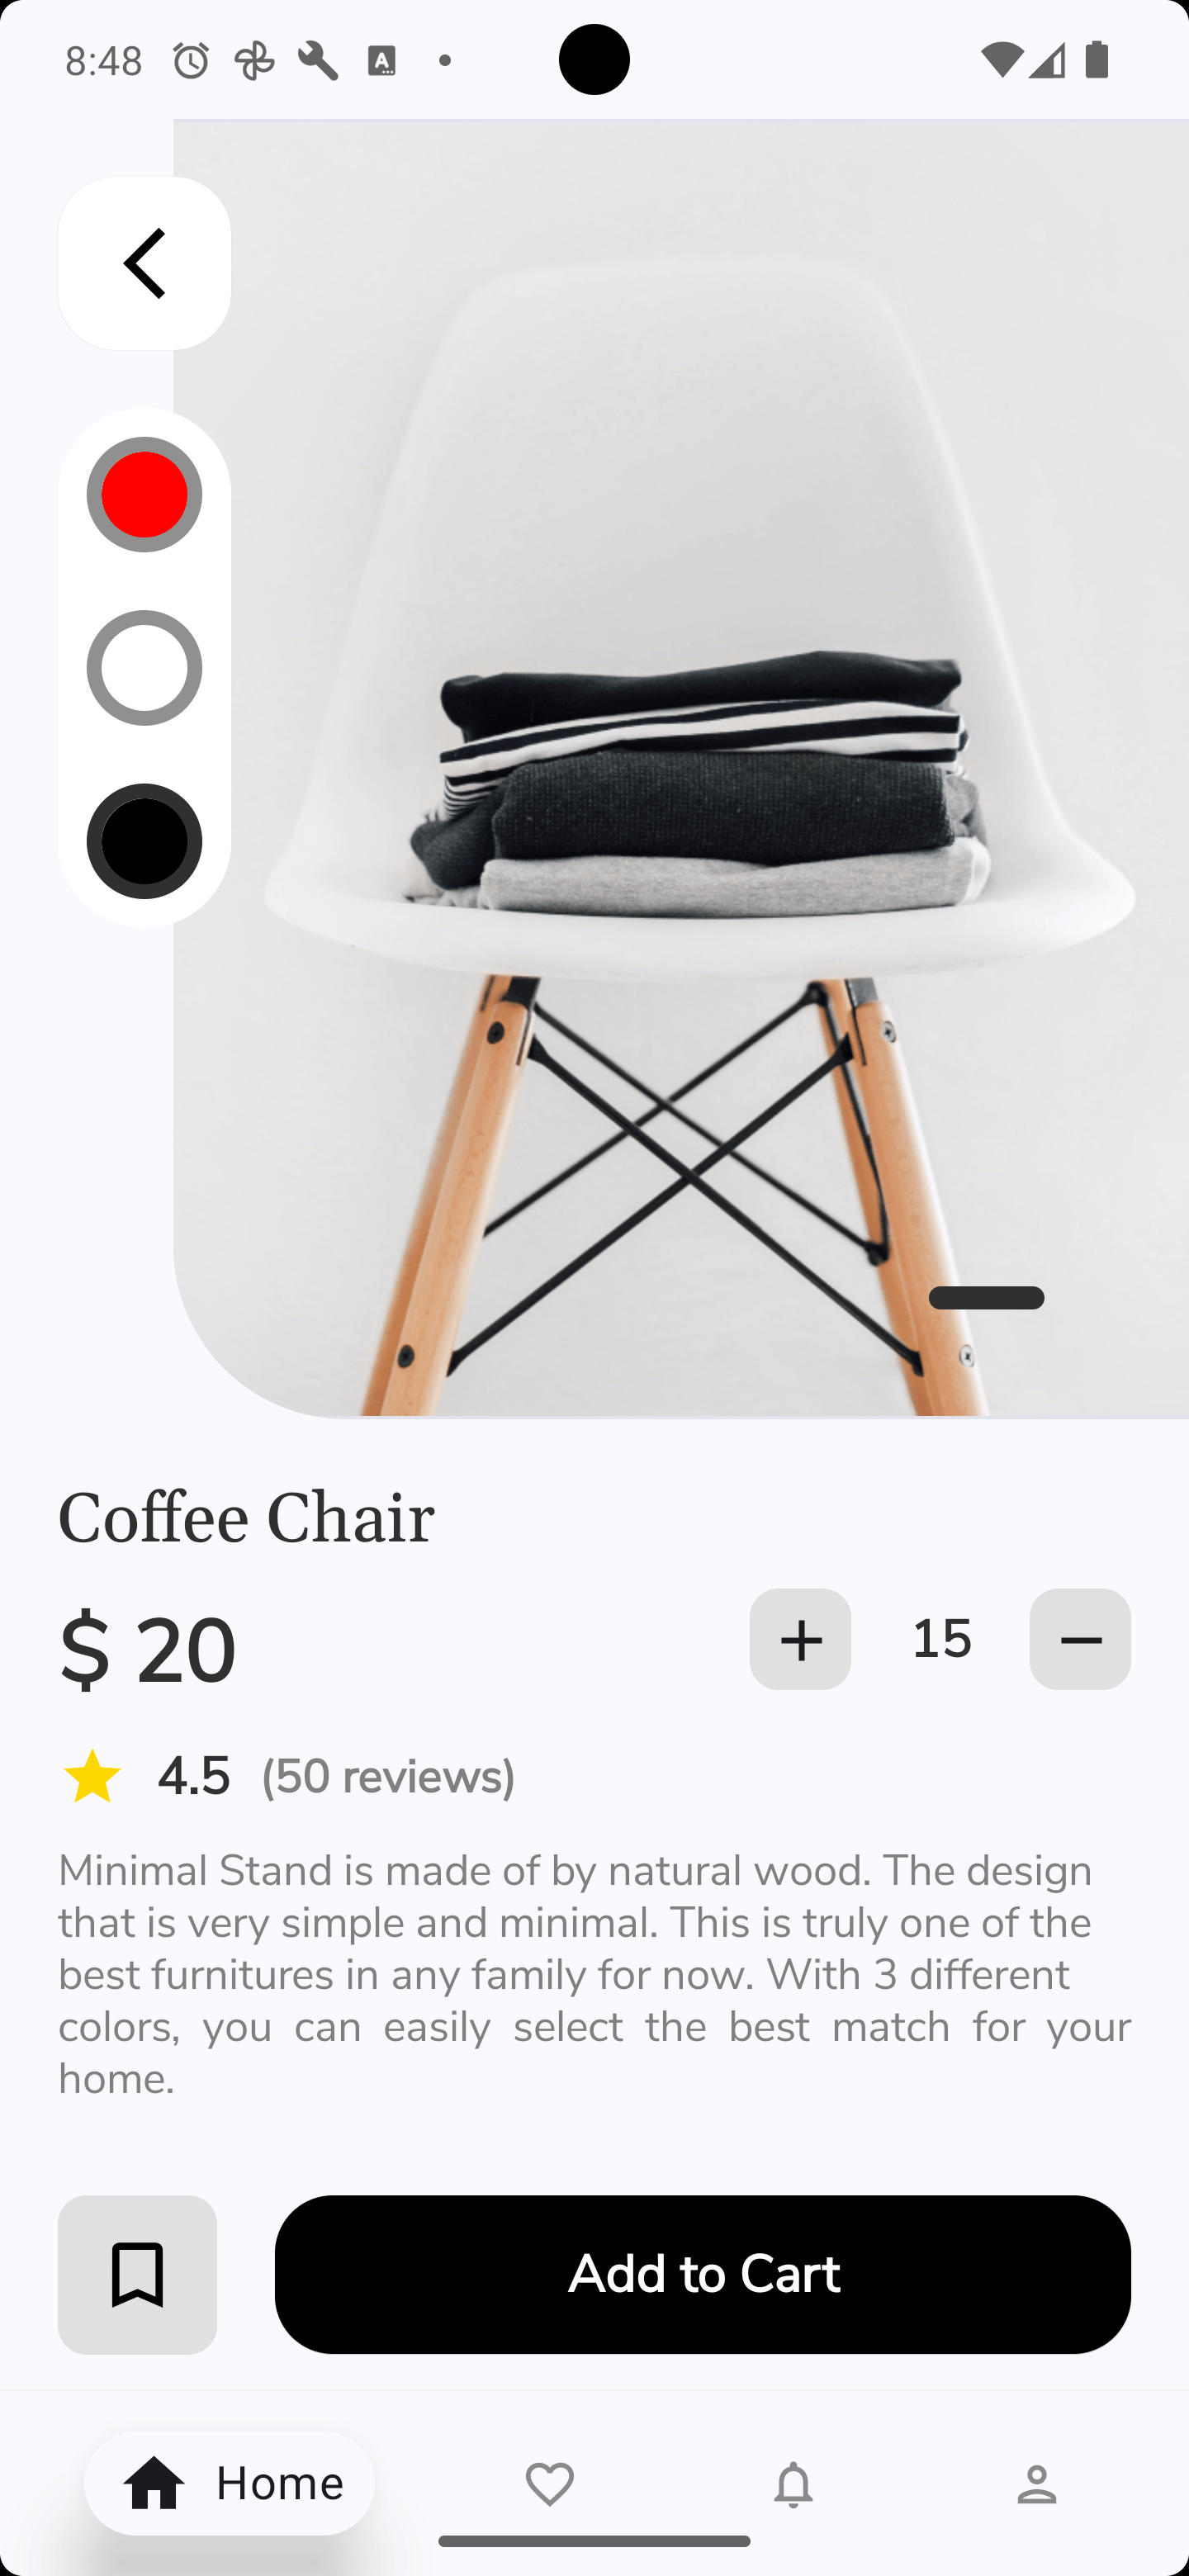 8:48
A
Coffee Chair
$ 20
15
4.5 (50 reviews)
Minimal Stand is made of by natural wood. The design
that is very simple and minimal. This is truly one of the
best furnitures in any family for now. With 3 different
colors, you can easily select the best match for your
home.
Add to Cart
Home